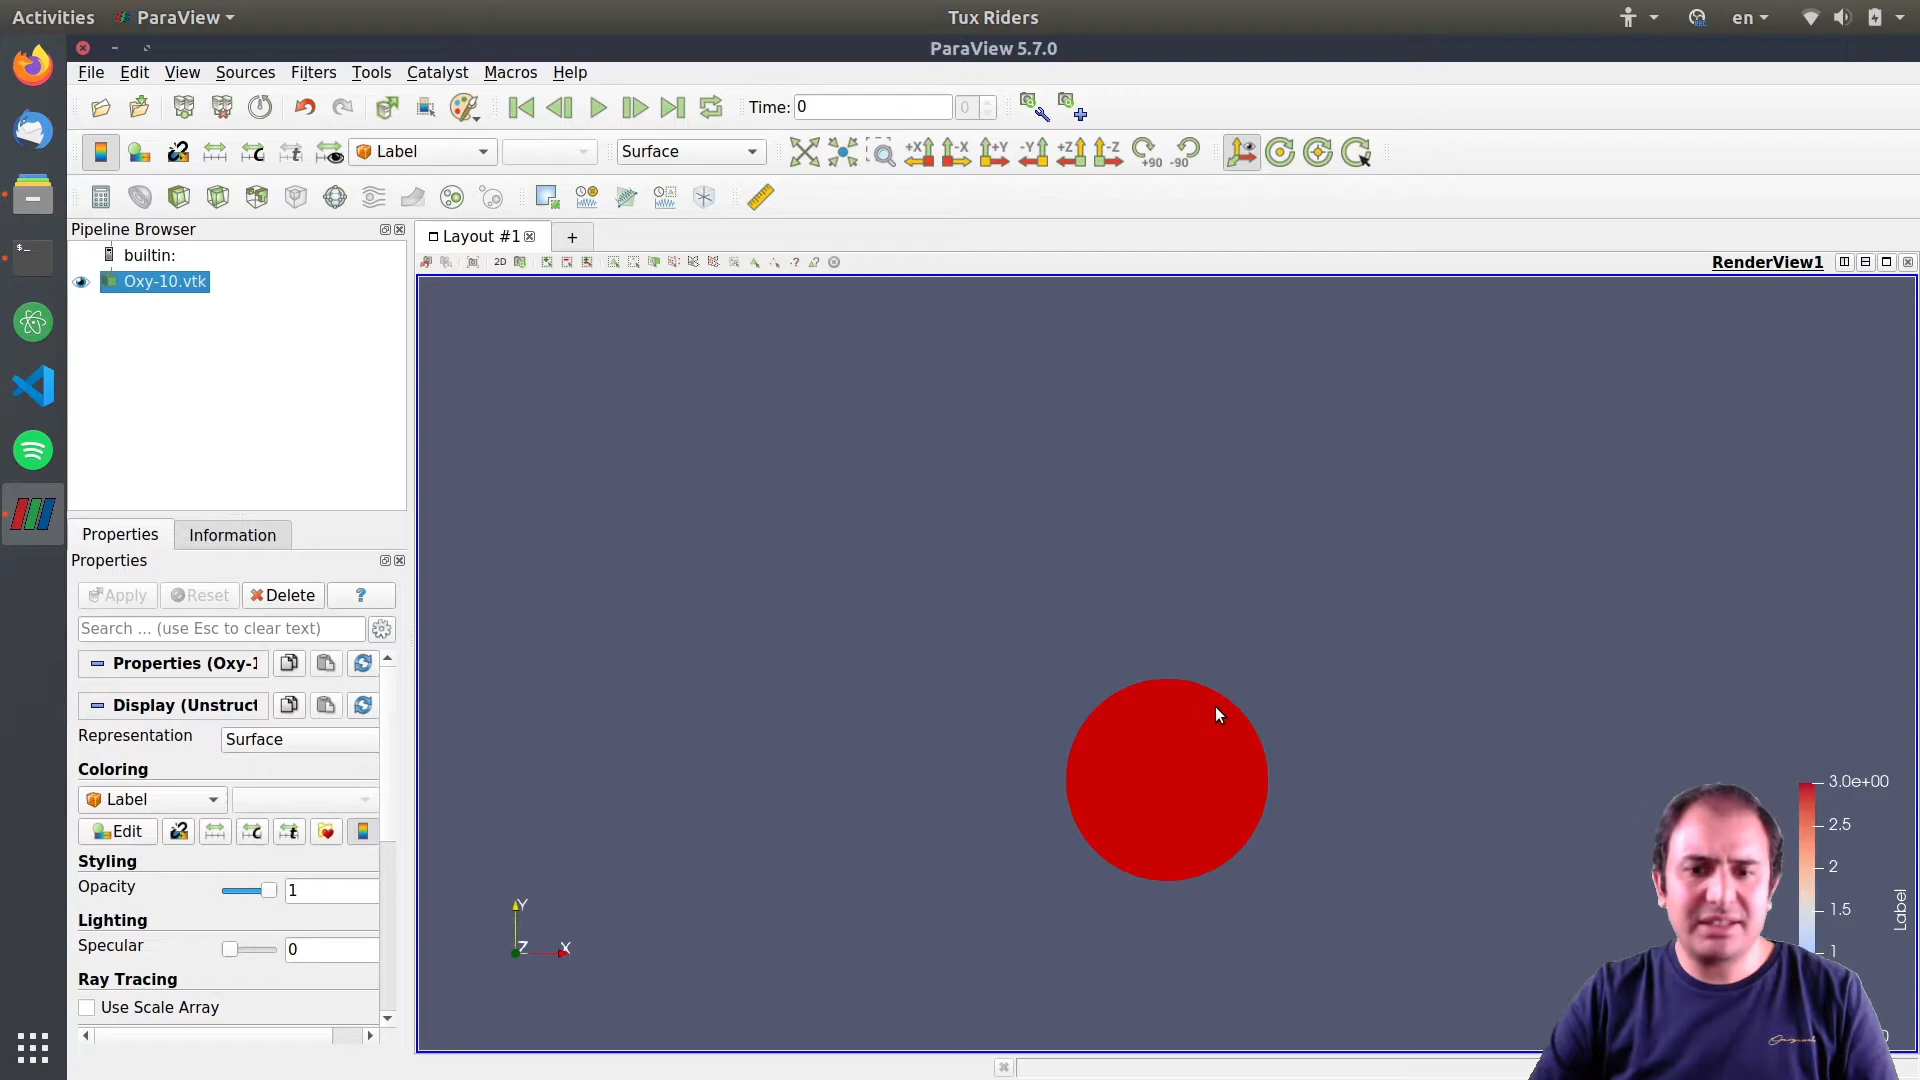 Activities
ParaView
Tux Riders
en
ParaView 5.7.0
File Edit View Sources Filters Tools Catalyst Macros Help
Time: 0
0
Label
Surface
+X -X +Y -Y +Z -Z +90 -90
Pipeline Browser
Layout #1
+
builtin:
2D
RenderView1
Oxy-10.vtk
Properties
Information
Properties
Apply
Reset
Delete
?
Search ... (use Esc to clear text)
Properties (Oxy-1
Display (Unstruct
Representation
Surface
Coloring
Label
Edit
Styling
Opacity
1
Lighting
Specular
0
Ray Tracing
Use Scale Array
Y
Z
X
3.0e+00
2.5
2
1.5
1
Label